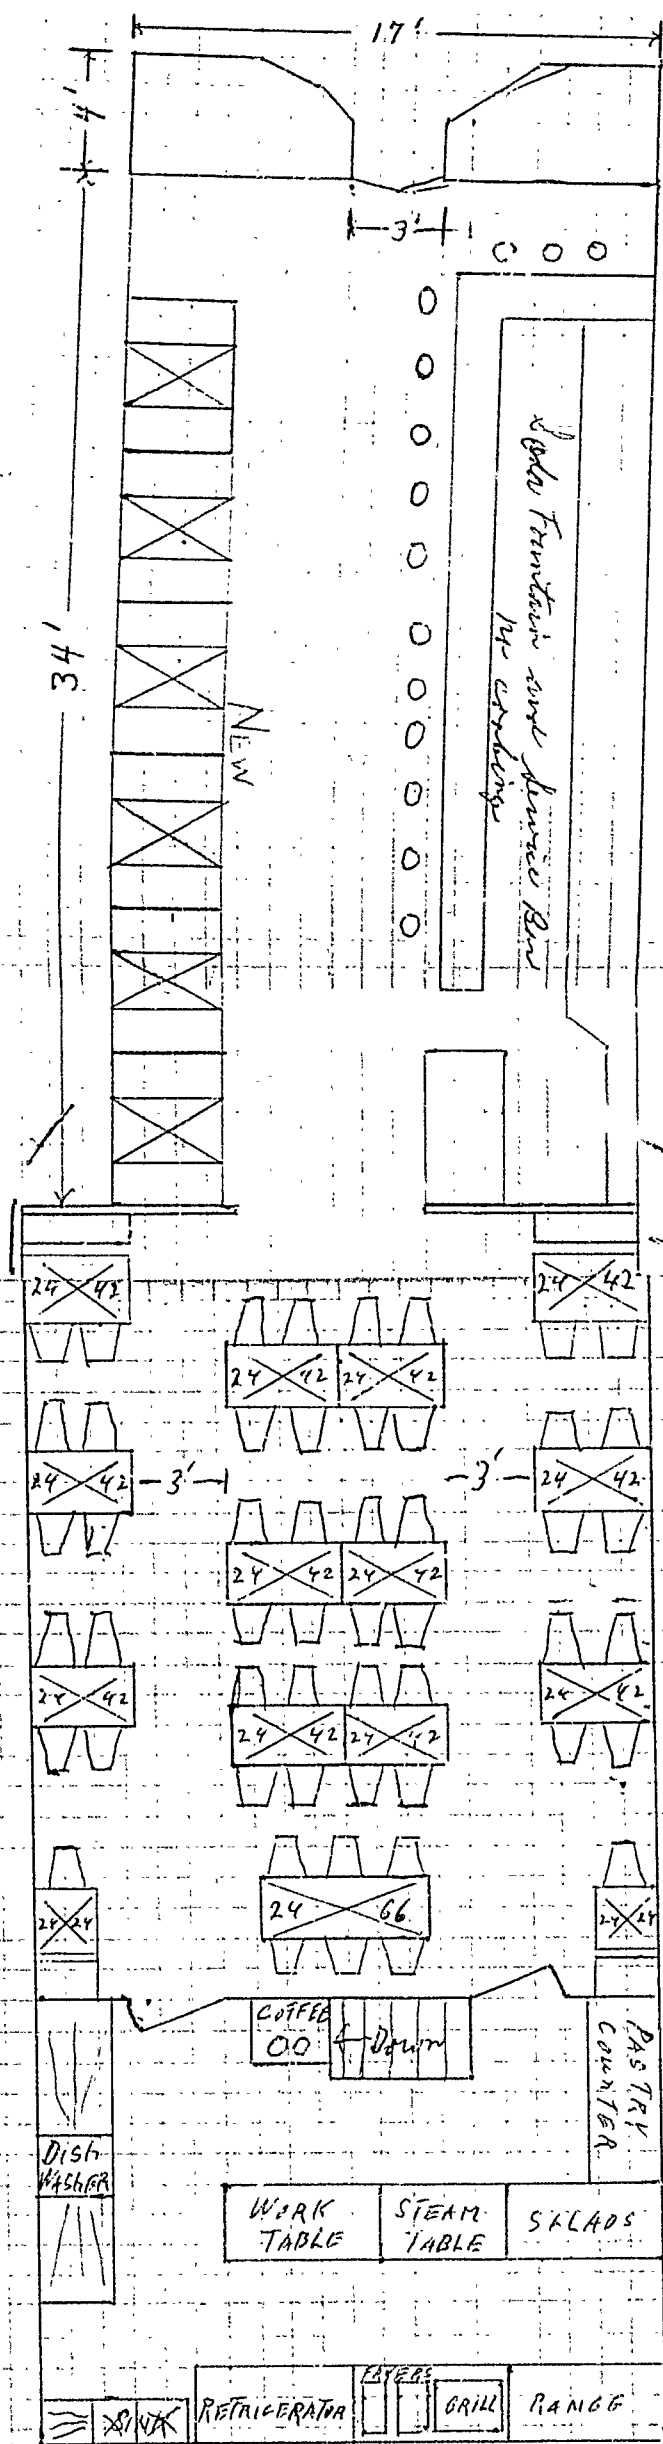 17'
4'
3'
34'
Soda Fountain and Service Bar
no cooking
NEW
24 42
24 42
24 42 24 42
24 42
3'
3'
24 42
24 42 24 42
24 42
24 42
24 42 24 42
24 24
24 66
24 24
COFFEE
Down
PASTRY
COUNTER
DISH
WASHER
WORK
TABLE
STEAM
TABLE
SALADS
FRYERS
SINK
REFRIGERATOR
GRILL
RANGE